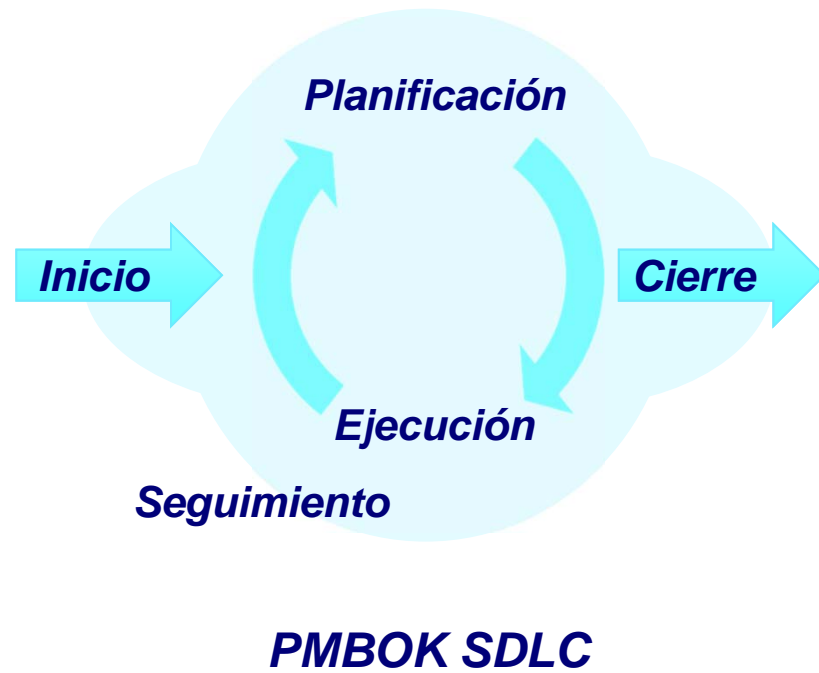 Planificación
Inicio
Cierre
Ejecución
Seguimiento
PMBOK SDLC